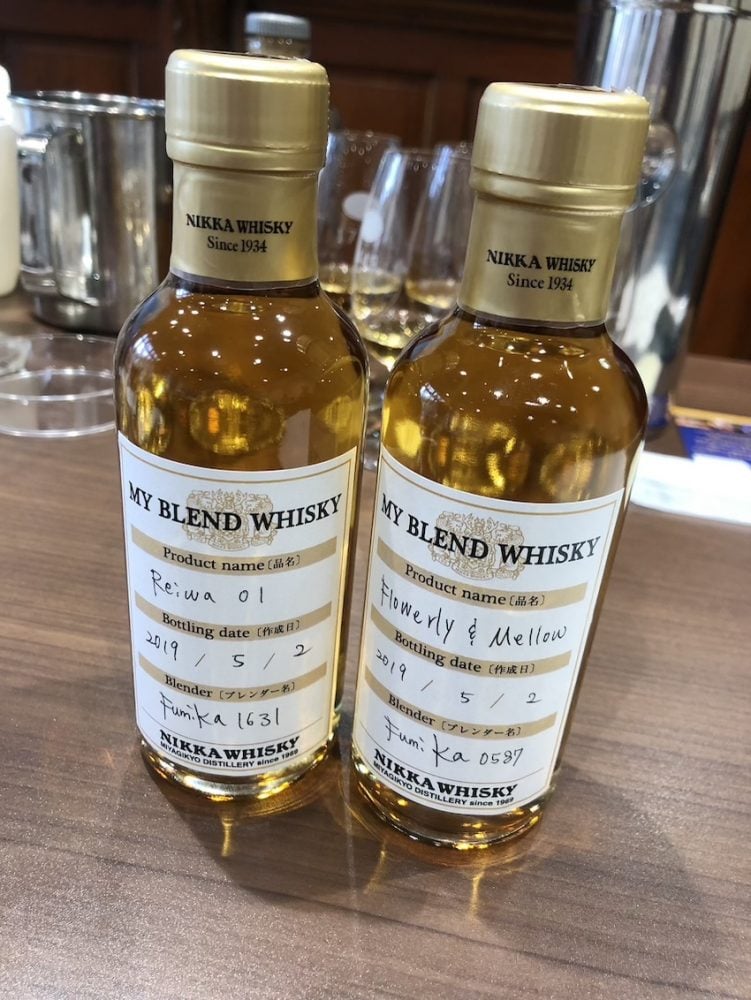 NIKKA WHISKY
Since 1934
MY BLEND WHISKY
Product name〔品名〕
Reiwa 01
Bottling date〔作成日〕
2019 / 5 / 2
Blender〔ブレンダー名〕
Fumika 1631
NIKKA WHISKY
MIYAGIKYO DISTILLERY since 1969
NIKKA WHISKY
Since 1934
MY BLEND WHISKY
Product name〔品名〕
Flowerly & Mellow
Bottling date〔作成日〕
2019 / 5 / 2
Blender〔ブレンダー名〕
Fumika 0587
NIKKA WHISKY
MIYAGIKYO DISTILLERY since 1969